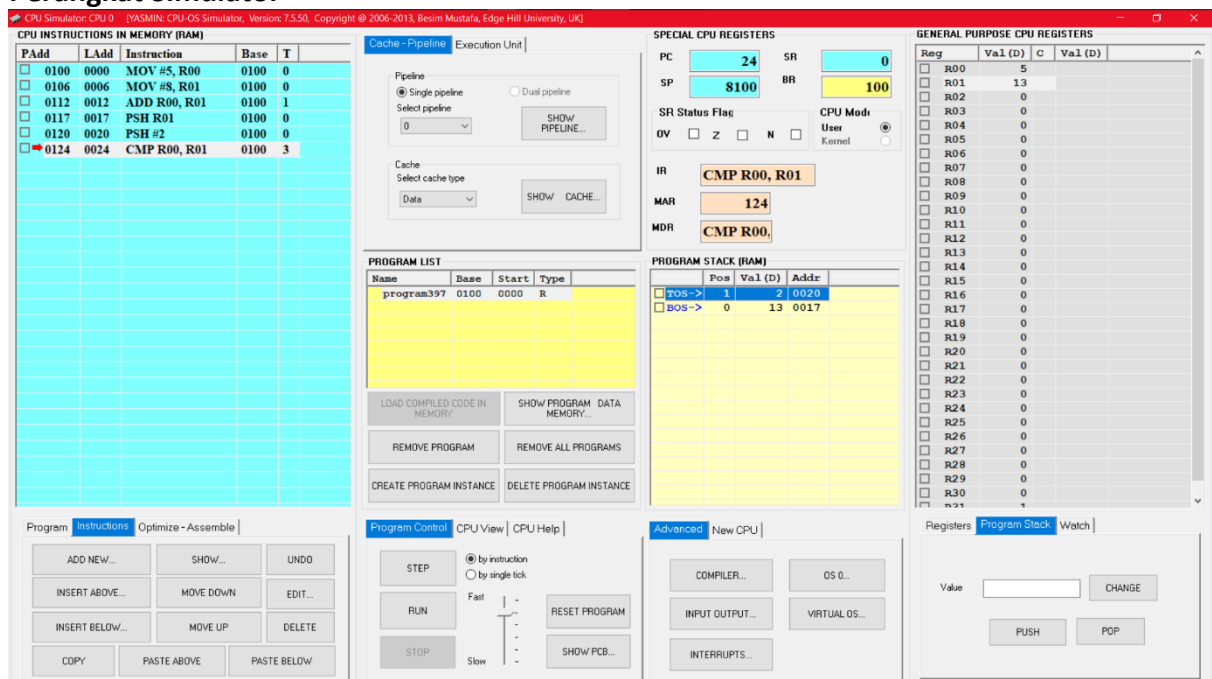 Perangkat Simulator
CPU Simulator: CPU 0 [YASMIN: CPU-OS Simulator, Version: 7.5.50, Copyright @ 2006-2013, Besim Mustafa, Edge Hill University, UK]
CPU INSTRUCTIONS IN MEMORY (RAM)
PAdd LAdd Instruction Base T
0100 0000 MOV #5, R00 0100 0
0106 0006 MOV #8, R01 0100 0
0112 0012 ADD R00, R01 0100 1
0117 0017 PSH R01 0100 0
0120 0020 PSH #2 0100 0
0124 0024 CMP R00, R01 0100 3
Program Instructions Optimize - Assemble
ADD NEW... SHOW... UNDO
INSERT ABOVE... MOVE DOWN EDIT...
INSERT BELOW... MOVE UP DELETE
COPY PASTE ABOVE PASTE BELOW
Cache - Pipeline Execution Unit
Pipeline
Single pipeline Dual pipeline
Select pipeline
0
SHOW
PIPELINE...
Cache
Select cache type
Data
SHOW CACHE...
PROGRAM LIST
Name Base Start Type
program397 0100 0000 R
LOAD COMPILED CODE IN
MEMORY
SHOW PROGRAM DATA
MEMORY...
REMOVE PROGRAM REMOVE ALL PROGRAMS
CREATE PROGRAM INSTANCE DELETE PROGRAM INSTANCE
Program Control CPU View CPU Help
STEP
by instruction
by single tick
RUN
Fast
RESET PROGRAM
STOP
Slow
SHOW PCB...
SPECIAL CPU REGISTERS
PC 24 SR 0
SP 8100 BR 100
SR Status Flag
OV Z N
CPU Mod
User
Kernel
IR CMP R00, R01
MAR 124
MDR CMP R00,
PROGRAM STACK (RAM)
Pos Val(D) Addr
TOS-> 1 2 0020
BOS-> 0 13 0017
Advanced New CPU
COMPILER... OS 0...
INPUT OUTPUT... VIRTUAL OS...
INTERRUPTS...
GENERAL PURPOSE CPU REGISTERS
Reg Val(D) C Val(D)
R00 5
R01 13
R02 0
R03 0
R04 0
R05 0
R06 0
R07 0
R08 0
R09 0
R10 0
R11 0
R12 0
R13 0
R14 0
R15 0
R16 0
R17 0
R18 0
R19 0
R20 0
R21 0
R22 0
R23 0
R24 0
R25 0
R26 0
R27 0
R28 0
R29 0
R30 0
R31 1
Registers Program Stack Watch
Value CHANGE
PUSH POP